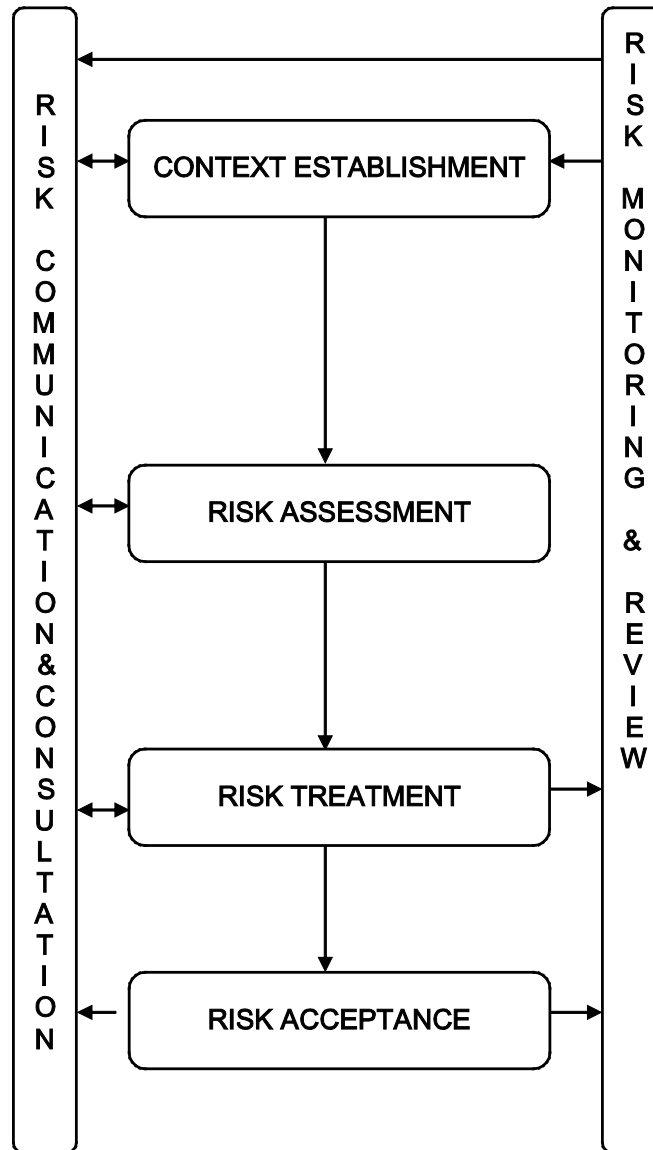 RISK COMMUNICATION&CONSULTATION
RISK MONITORING & REVIEW
CONTEXT ESTABLISHMENT
RISK ASSESSMENT
RISK TREATMENT
RISK ACCEPTANCE